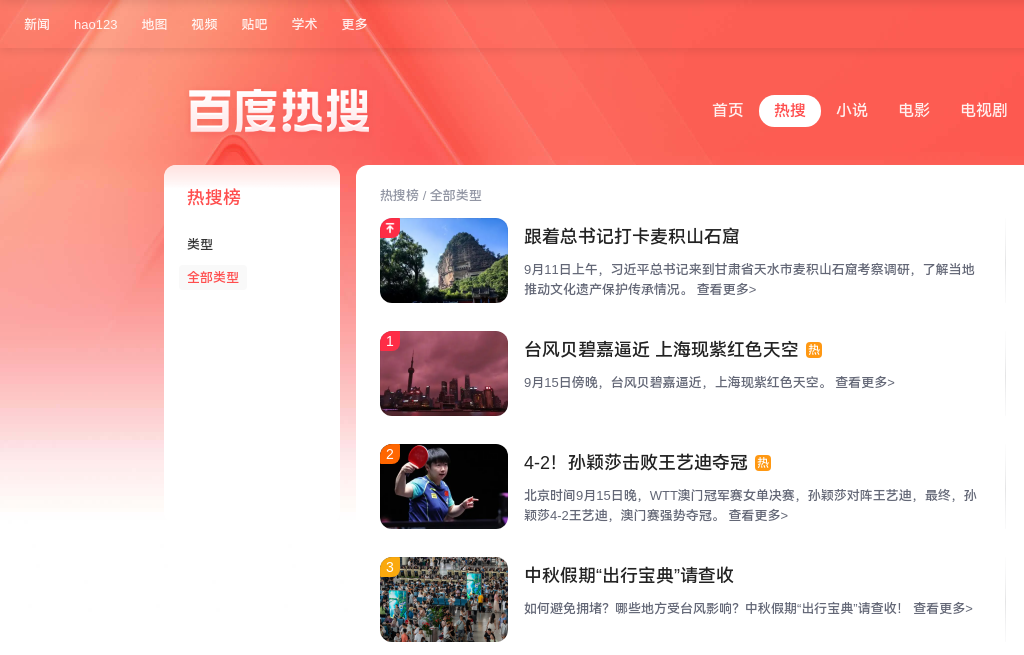 新闻 hao123 地图 视频 贴吧 学术 更多
百度热搜
首页 热搜 小说 电影 电视剧
热搜榜
类型
全部类型
热搜榜 / 全部类型
跟着总书记打卡麦积山石窟
9月11日上午，习近平总书记来到甘肃省天水市麦积山石窟考察调研，了解当地
推动文化遗产保护传承情况。 查看更多>
1
台风贝碧嘉逼近 上海现紫红色天空 热
9月15日傍晚，台风贝碧嘉逼近，上海现紫红色天空。 查看更多>
2
4-2！孙颖莎击败王艺迪夺冠 热
北京时间9月15日晚，WTT澳门冠军赛女单决赛，孙颖莎对阵王艺迪，最终，孙
颖莎4-2王艺迪，澳门赛强势夺冠。 查看更多>
3
中秋假期“出行宝典”请查收
如何避免拥堵？哪些地方受台风影响？中秋假期“出行宝典”请查收！ 查看更多>